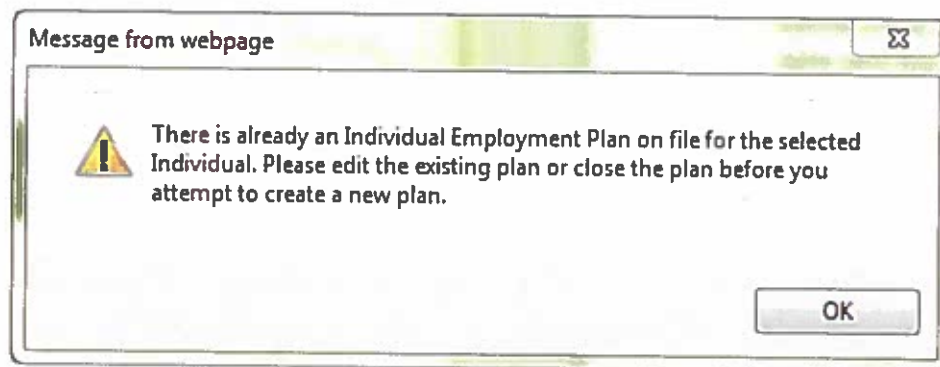 Message from webpage
There is already an Individual Employment Plan on file for the selected
Individual. Please edit the existing plan or close the plan before you
attempt to create a new plan.
OK